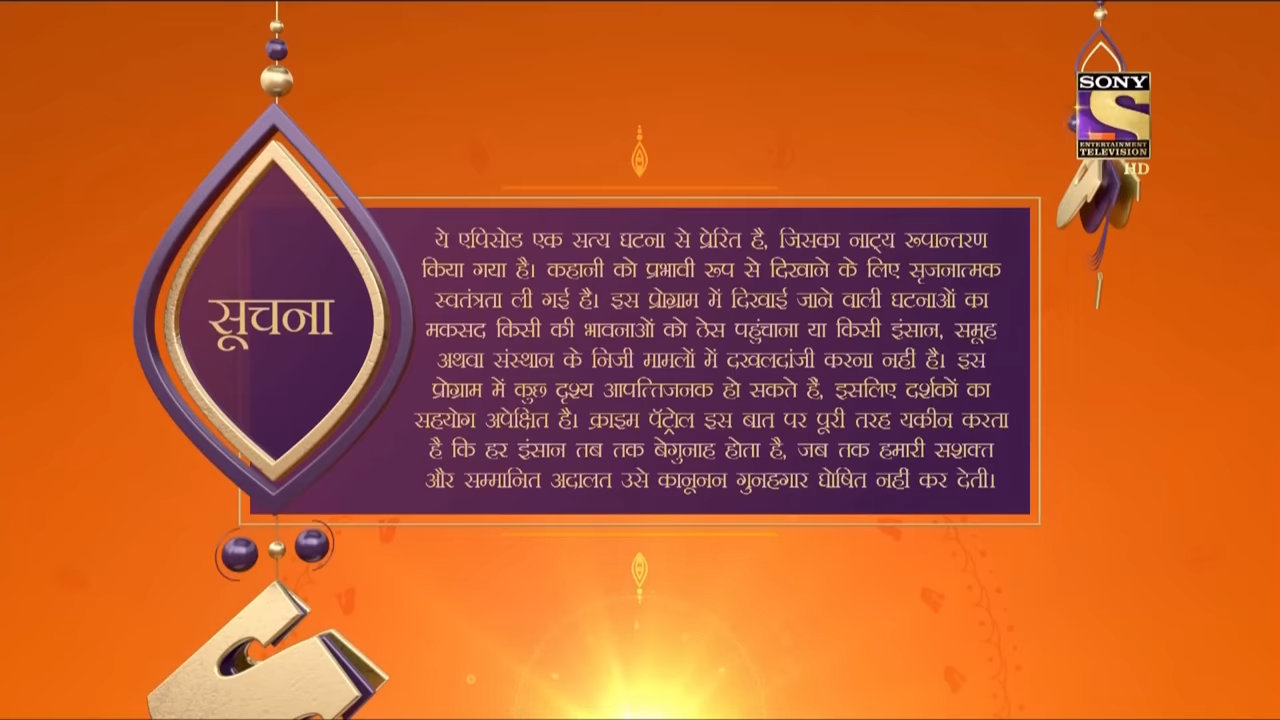 सूचना
ये एपिसोड एक सत्य घटना से प्रेरित है, जिसका नाट्य रूपान्तरण
किया गया है। कहानी को प्रभावी रूप से दिखाने के लिए सृजनात्मक
स्वतंत्रता ली गई है। इस प्रोग्राम में दिखाई जाने वाली घटनाओं का
मकसद किसी की भावनाओं को ठेस पहुंचाना या किसी इंसान, समूह
अथवा संस्थान के निजी मामलों में दखलदांजी करना नहीं है। इस
प्रोग्राम में कुछ दृश्य आपत्तिजनक हो सकते हैं, इसलिए दर्शकों का
सहयोग अपेक्षित है। क्राइम पॅट्रोल इस बात पर पूरी तरह यकीन करता
है कि हर इंसान तब तक बेगुनाह होता है, जब तक हमारी सशक्त
और सम्मानित अदालत उसे कानूनन गुनहगार घोषित नहीं कर देती।
SONY
ENTERTAINMENT
TELEVISION
HD